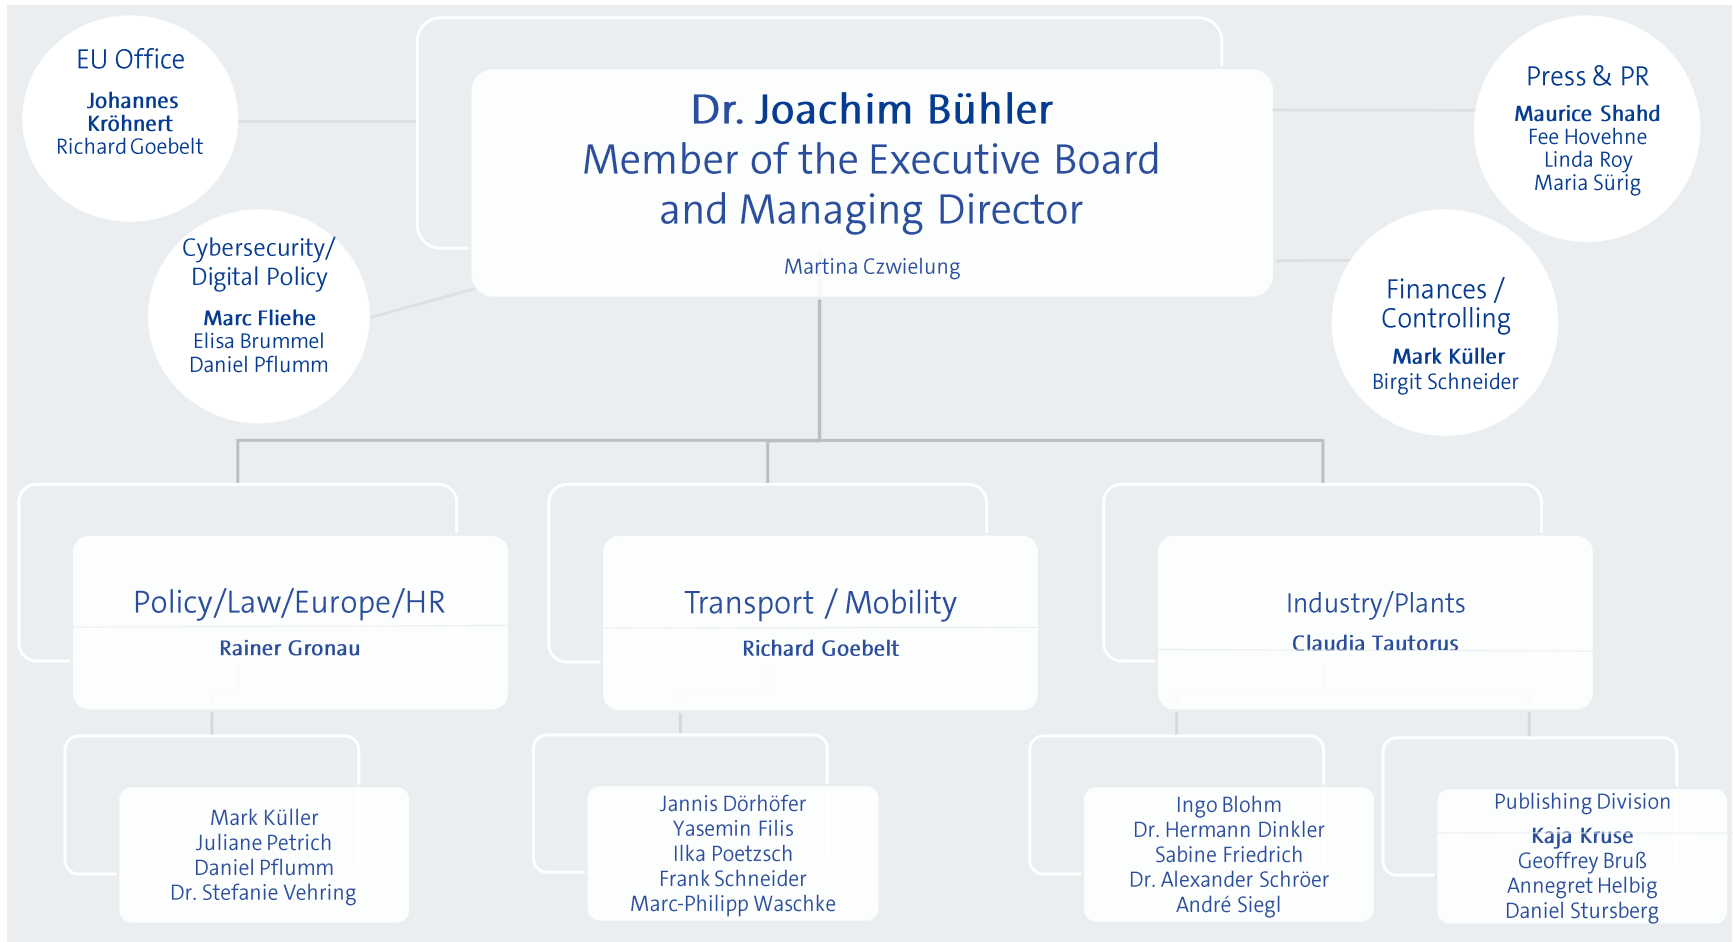 EU Office
Johannes
Kröhnert
Richard Goebelt
Dr. Joachim Bühler
Member of the Executive Board
and Managing Director
Martina Czwielung
Press & PR
Maurice Shahd
Fee Hovehne
Linda Roy
Maria Sürig
Cybersecurity/
Digital Policy
Marc Fliehe
Elisa Brummel
Daniel Pflumm
Finances /
Controlling
Mark Küller
Birgit Schneider
Policy/Law/Europe/HR
Rainer Gronau
Transport / Mobility
Richard Goebelt
Industry/Plants
Claudia Tautorus
Mark Küller
Juliane Petrich
Daniel Pflumm
Dr. Stefanie Vehring
Jannis Dörhöfer
Yasemin Filis
Ilka Poetzsch
Frank Schneider
Marc-Philipp Waschke
Ingo Blohm
Dr. Hermann Dinkler
Sabine Friedrich
Dr. Alexander Schröer
André Siegl
Publishing Division
Kaja Kruse
Geoffrey Bruß
Annegret Helbig
Daniel Stursberg